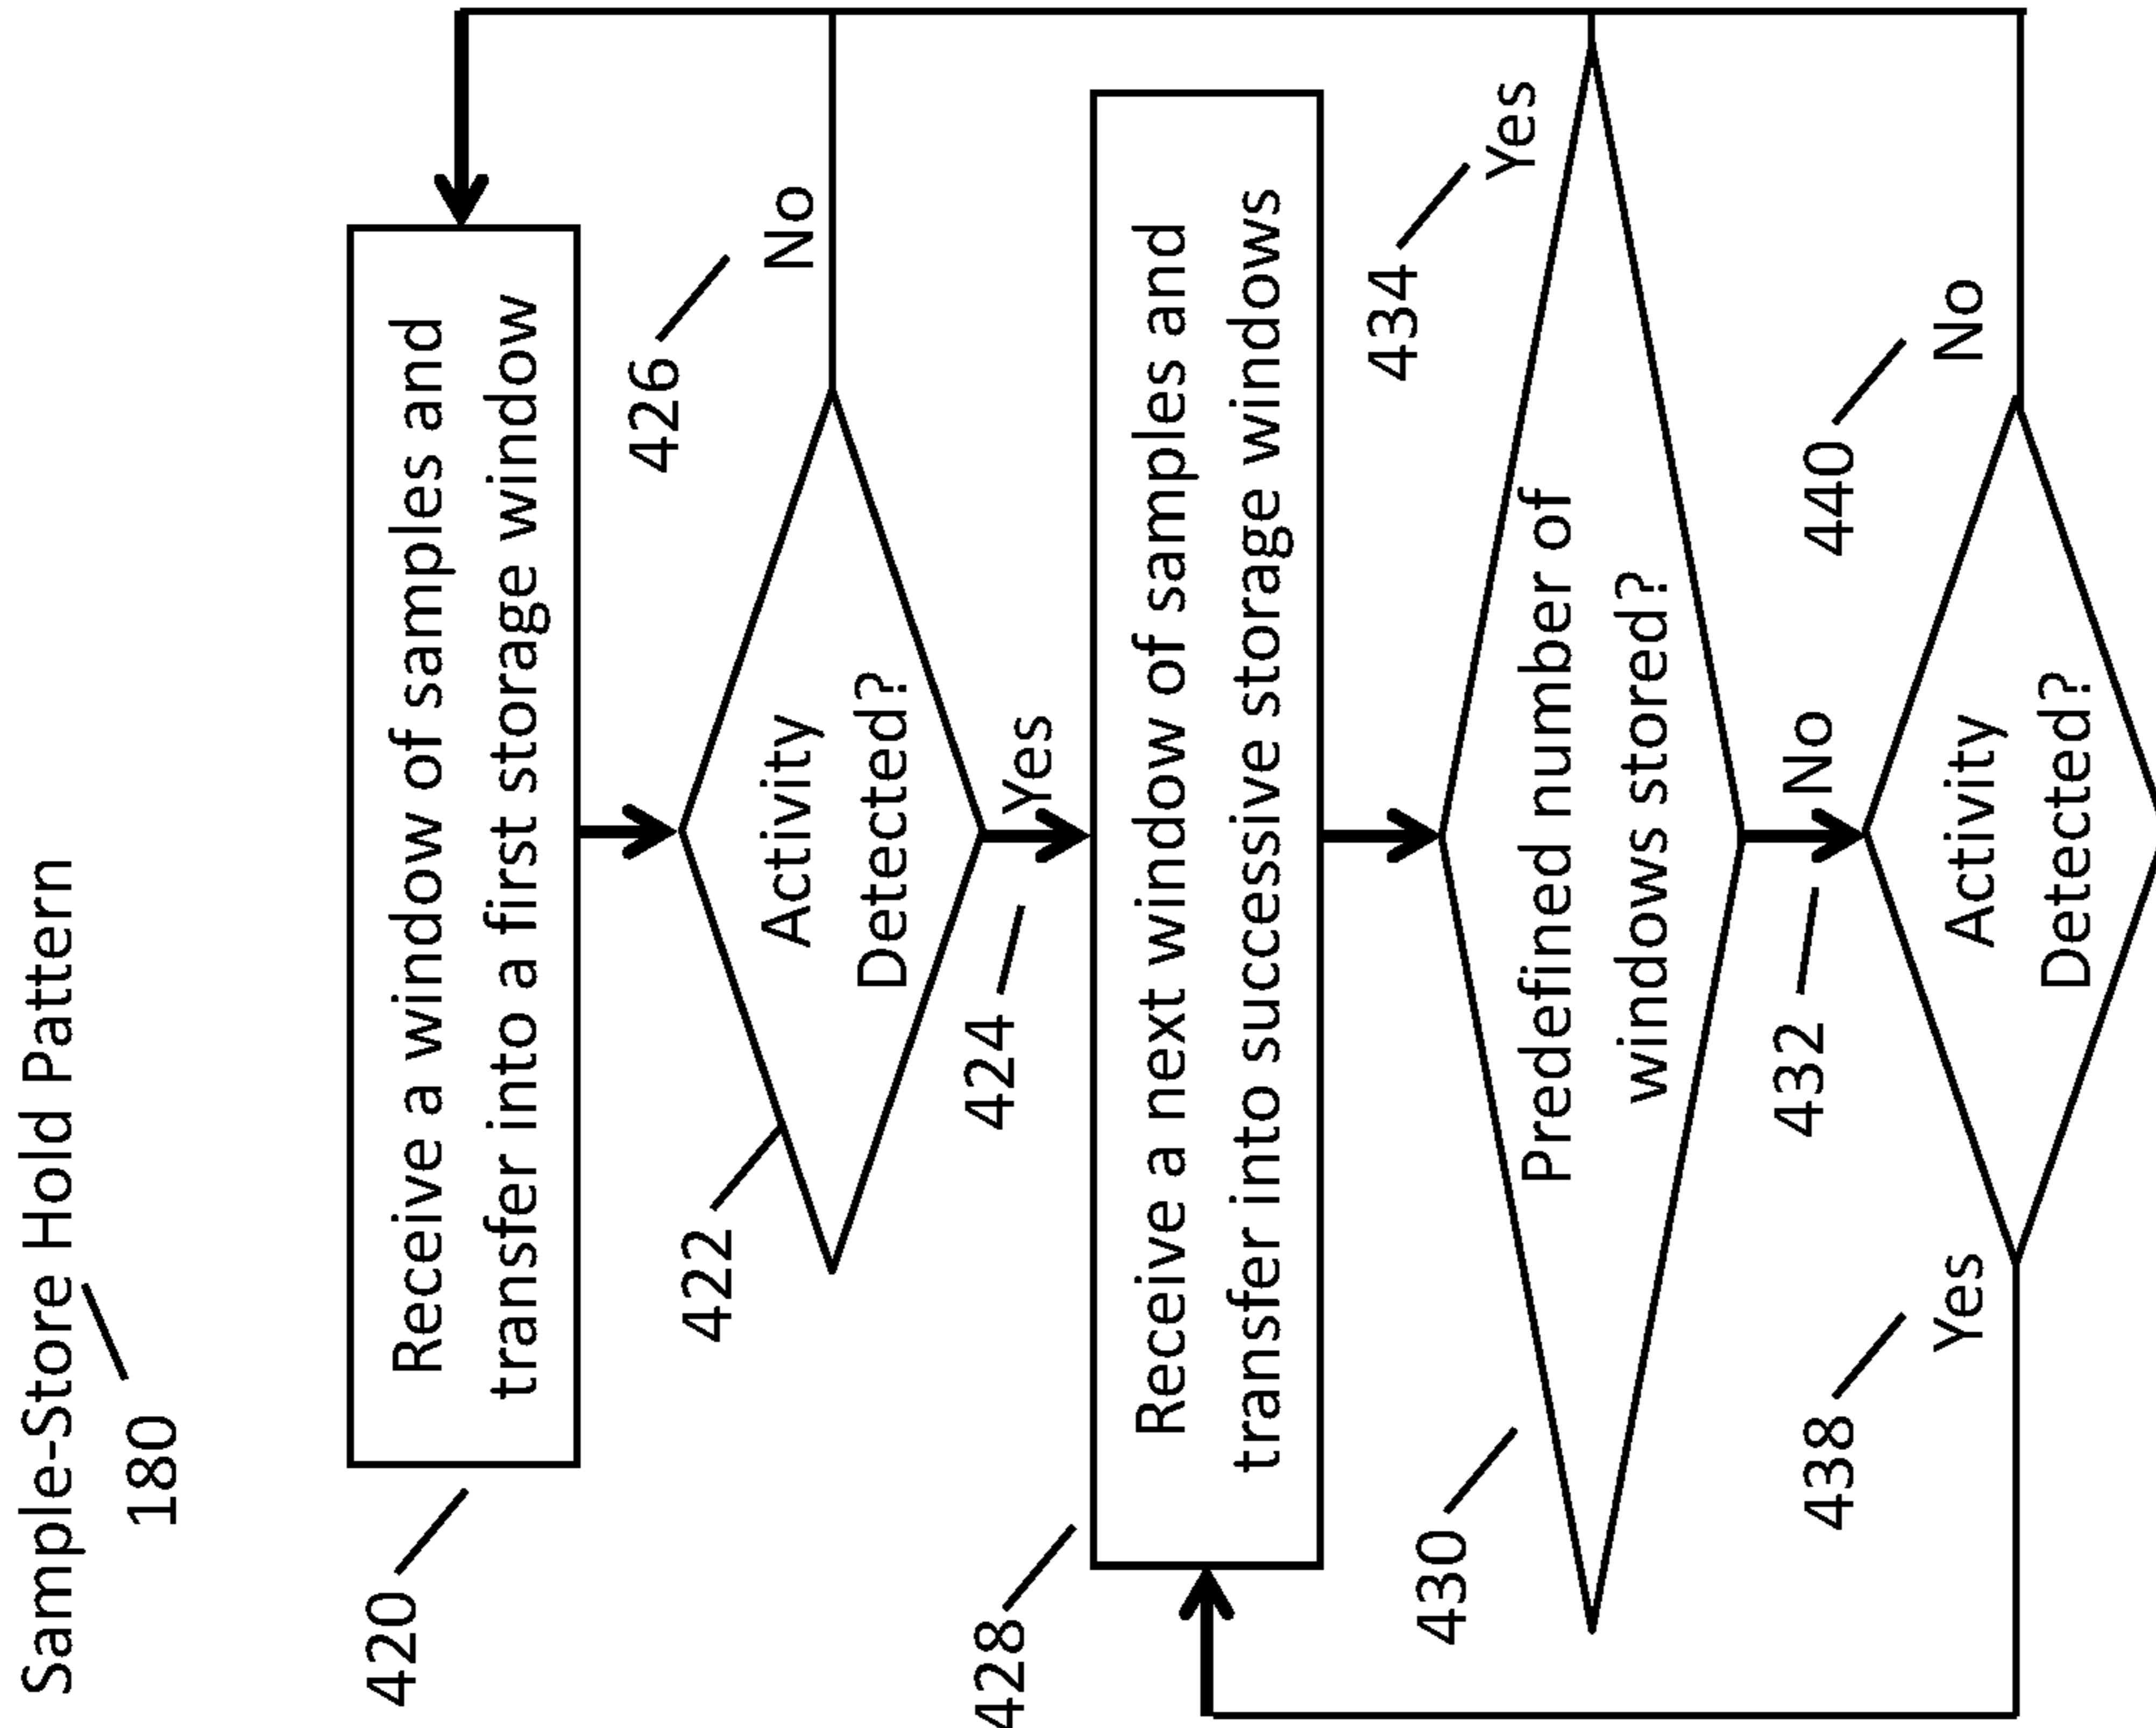 Sample-Store Hold Pattern
180
420
Receive a window of samples and
transfer into a first storage window
422
Activity
Detected?
426
No
424
Yes
428
Receive a next window of samples and
transfer into successive storage windows
430
Predefined number of
windows stored?
434
Yes
432
No
438
Yes
Activity
Detected?
440
No